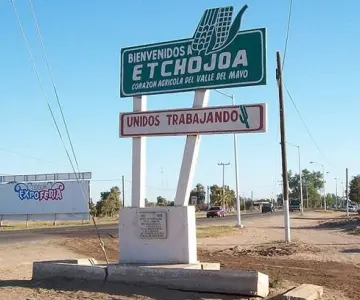 BIENVENIDOS A
ETCHOJOA
CORAZON AGRICOLA DEL VALLE DEL MAYO
UNIDOS TRABAJANDO
EXPOFERIA